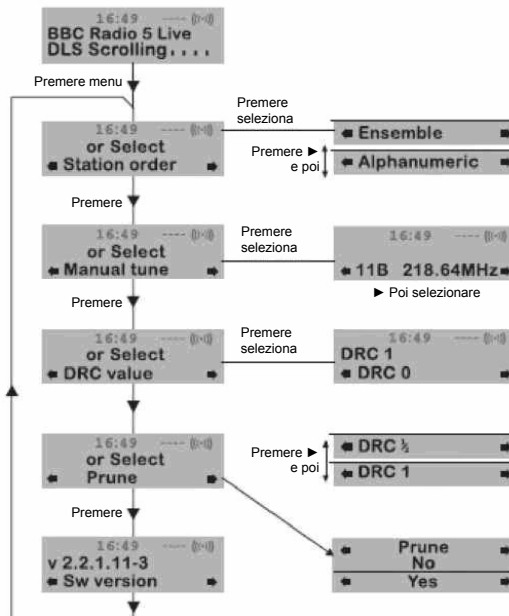 16:49 ----
BBC Radio 5 Live
DLS Scrolling....
Premere menu
16:49 ----
or Select
Station order
Premere
seleziona
Ensemble
Premere ►
e poi
Alphanumeric
Premere
16:49 ----
or Select
Manual tune
Premere
seleziona
16:49 ----
11B 218.64MHz
► Poi selezionare
Premere
16:49 ----
or Select
DRC value
Premere
seleziona
16:49 ----
DRC 1
DRC 0
16:49 ----
or Select
Prune
Premere ►
e poi
DRC ½
DRC 1
Premere
16:49 ----
v 2.2.1.11-3
Sw version
Prune
No
Yes